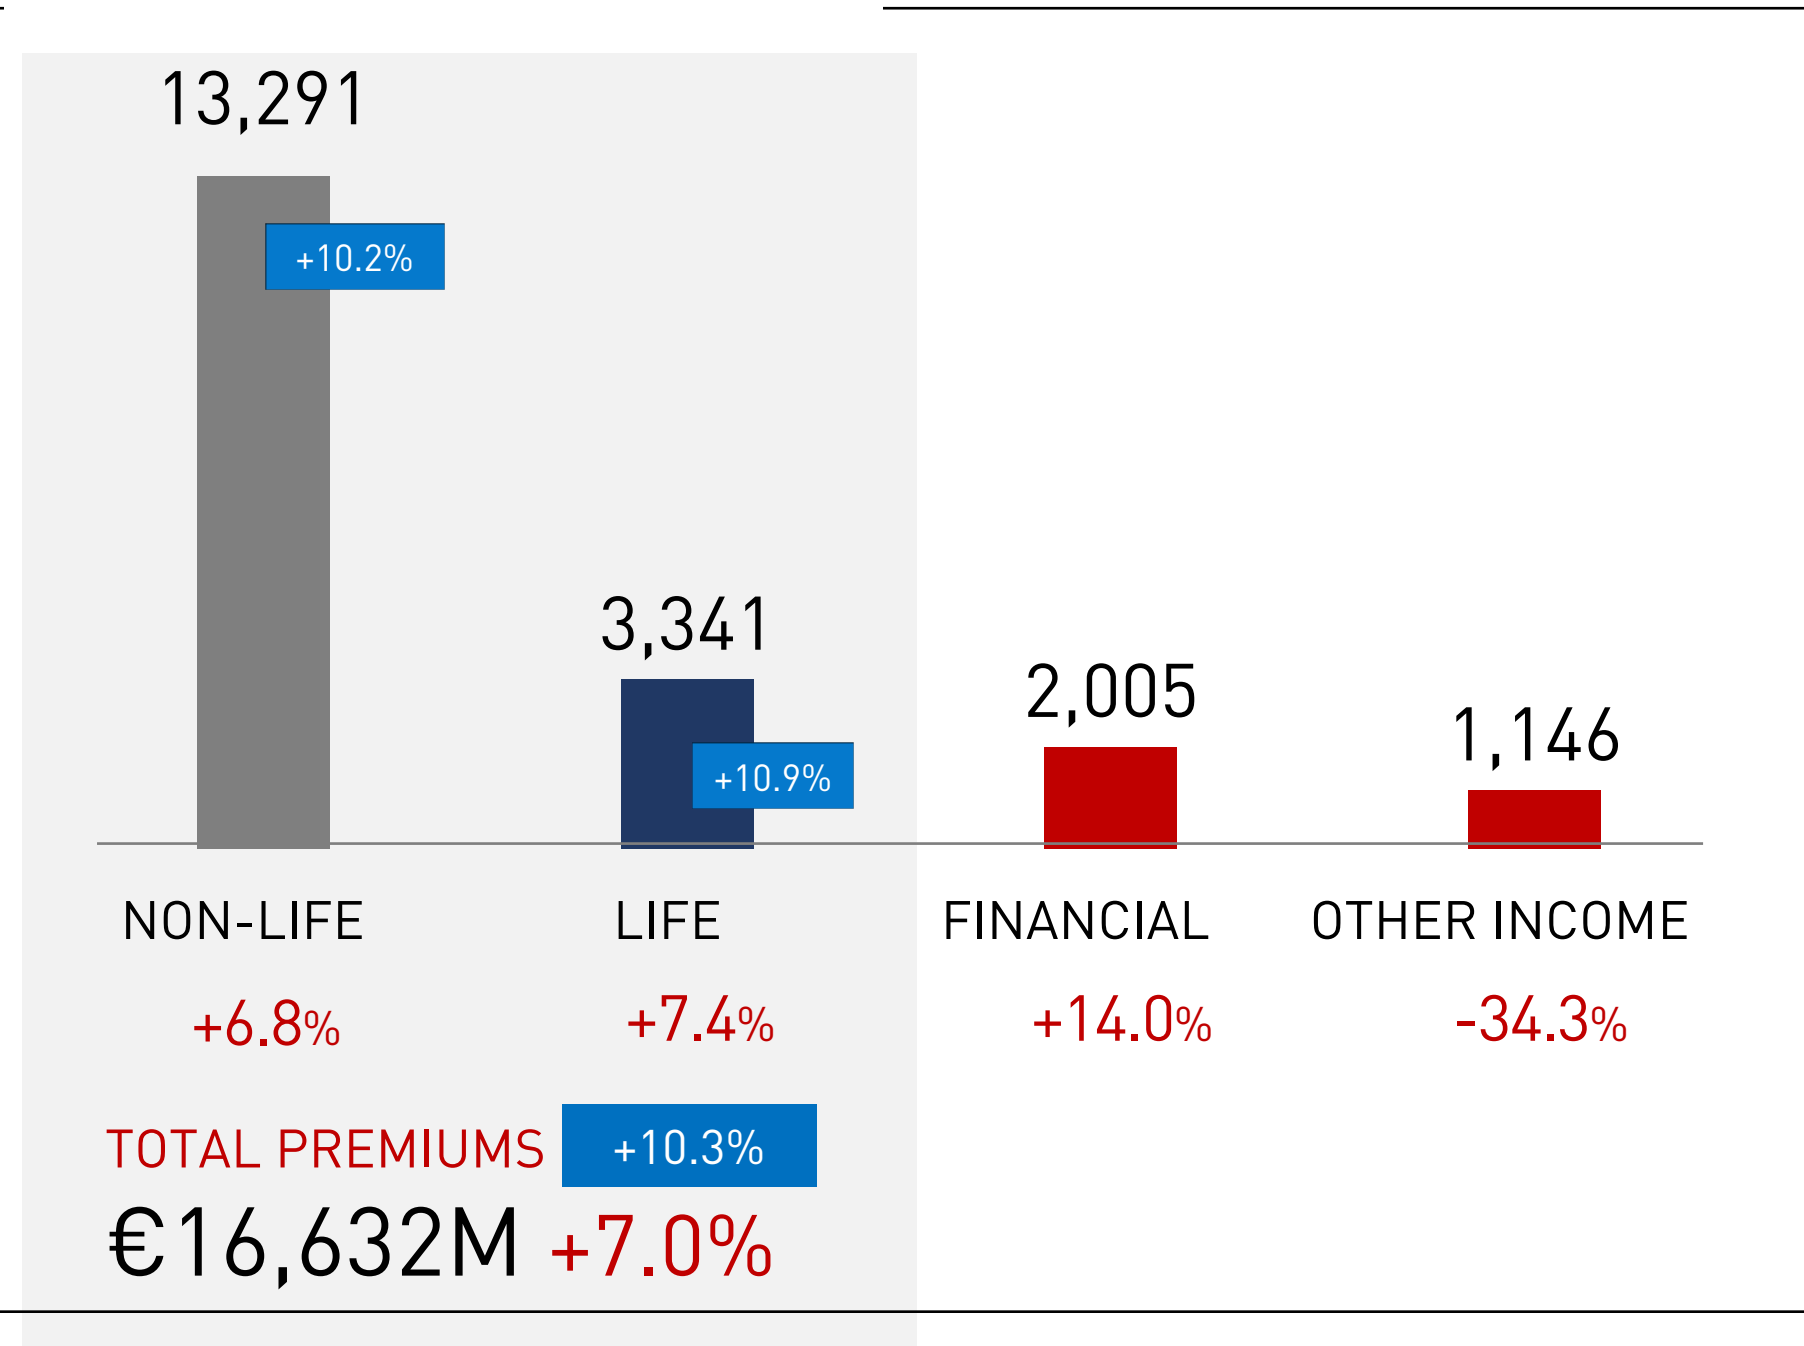 13,291
+10.2%
3,341
+10.9%
2,005
1,146
NON-LIFE
LIFE
FINANCIAL
OTHER INCOME
+6.8%
+7.4%
+14.0%
-34.3%
TOTAL PREMIUMS
+10.3%
€16,632M +7.0%